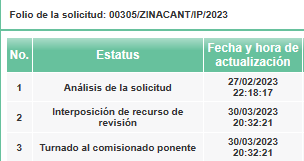 Folio de la solicitud: 00305/ZINACANT/IP/2023
No. Estatus Fecha y hora de
actualización
1 Análisis de la solicitud 27/02/2023
22:18:17
2 Interposición de recurso de
revisión 30/03/2023
20:32:21
3 Turnado al comisionado ponente 30/03/2023
20:32:21